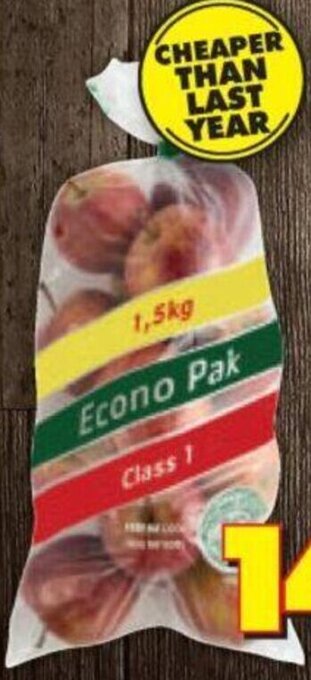 CHEAPER
THAN
LAST
YEAR
1,5kg
Econo Pak
Class 1
14